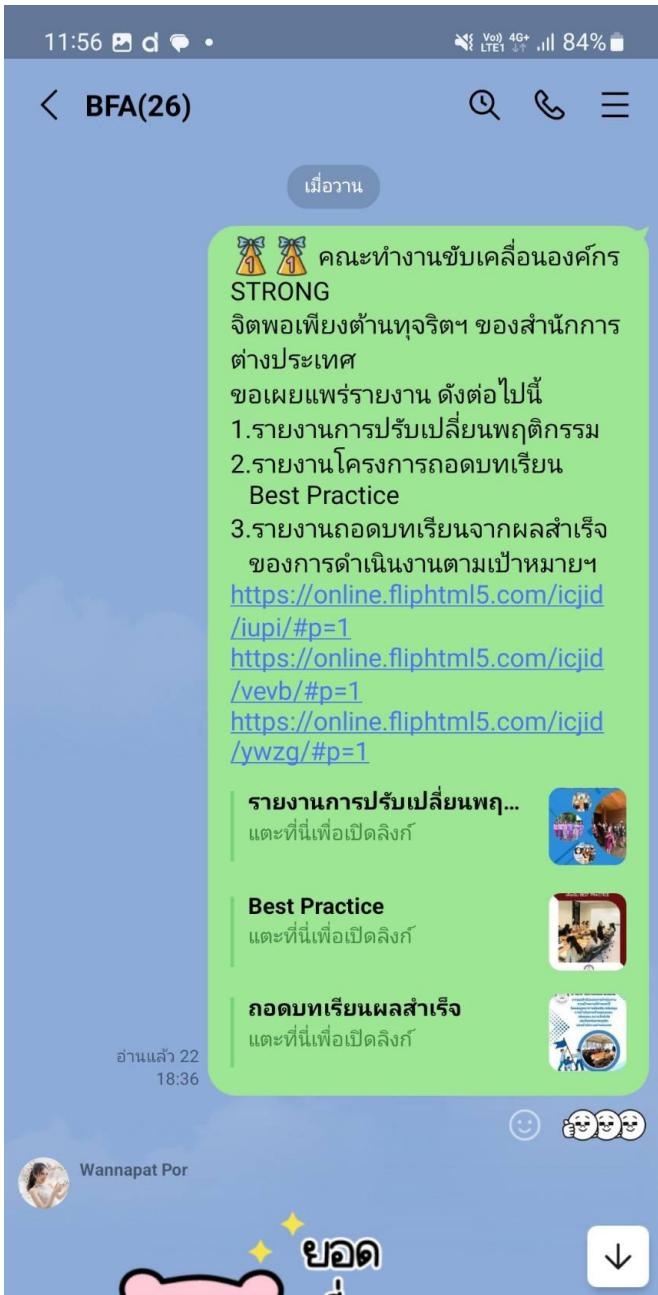 11:56
VoLTE1 4G+ 84%
BFA(26)
เมื่อวาน
คณะทำงานขับเคลื่อนองค์กร
STRONG
จิตพอเพียงต้านทุจริตฯ ของสำนักการ
ต่างประเทศ
ขอเผยแพร่รายงาน ดังต่อไปนี้
1.รายงานการปรับเปลี่ยนพฤติกรรม
2.รายงานโครงการถอดบทเรียน
Best Practice
3.รายงานถอดบทเรียนจากผลสำเร็จ
ของการดำเนินงานตามเป้าหมายฯ
https://online.fliphtml5.com/icjid
/iupi/#p=1
https://online.fliphtml5.com/icjid
/vevb/#p=1
https://online.fliphtml5.com/icjid
/ywzg/#p=1
รายงานการปรับเปลี่ยนพฤ...
แตะที่นี่เพื่อเปิดลิงก์
Best Practice
แตะที่นี่เพื่อเปิดลิงก์
ถอดบทเรียนผลสำเร็จ
แตะที่นี่เพื่อเปิดลิงก์
อ่านแล้ว 22
18:36
Wannapat Por
ยอด